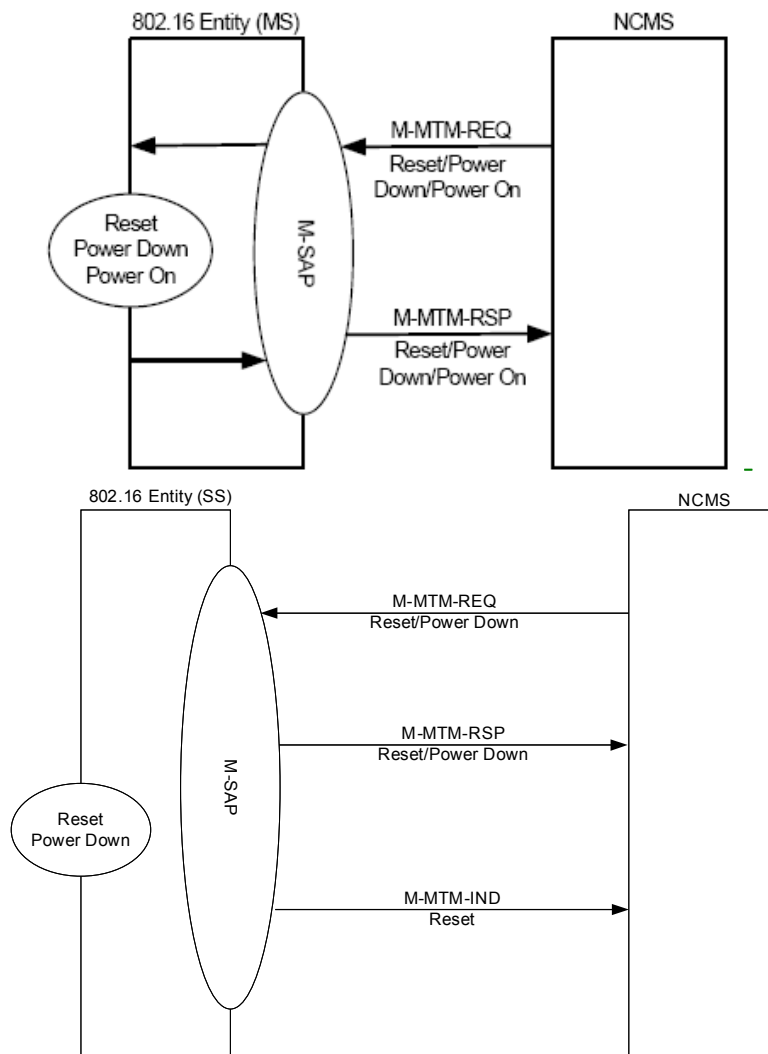 802.16 Entity (MS)
NCMS
M-MTM-REQ
Reset/Power
Down/Power On
Reset
Power Down
Power On
M-SAP
M-MTM-RSP
Reset/Power
Down/Power On
802.16 Entity (SS)
NCMS
M-MTM-REQ
Reset/Power Down
M-MTM-RSP
Reset/Power Down
M-SAP
Reset
Power Down
M-MTM-IND
Reset